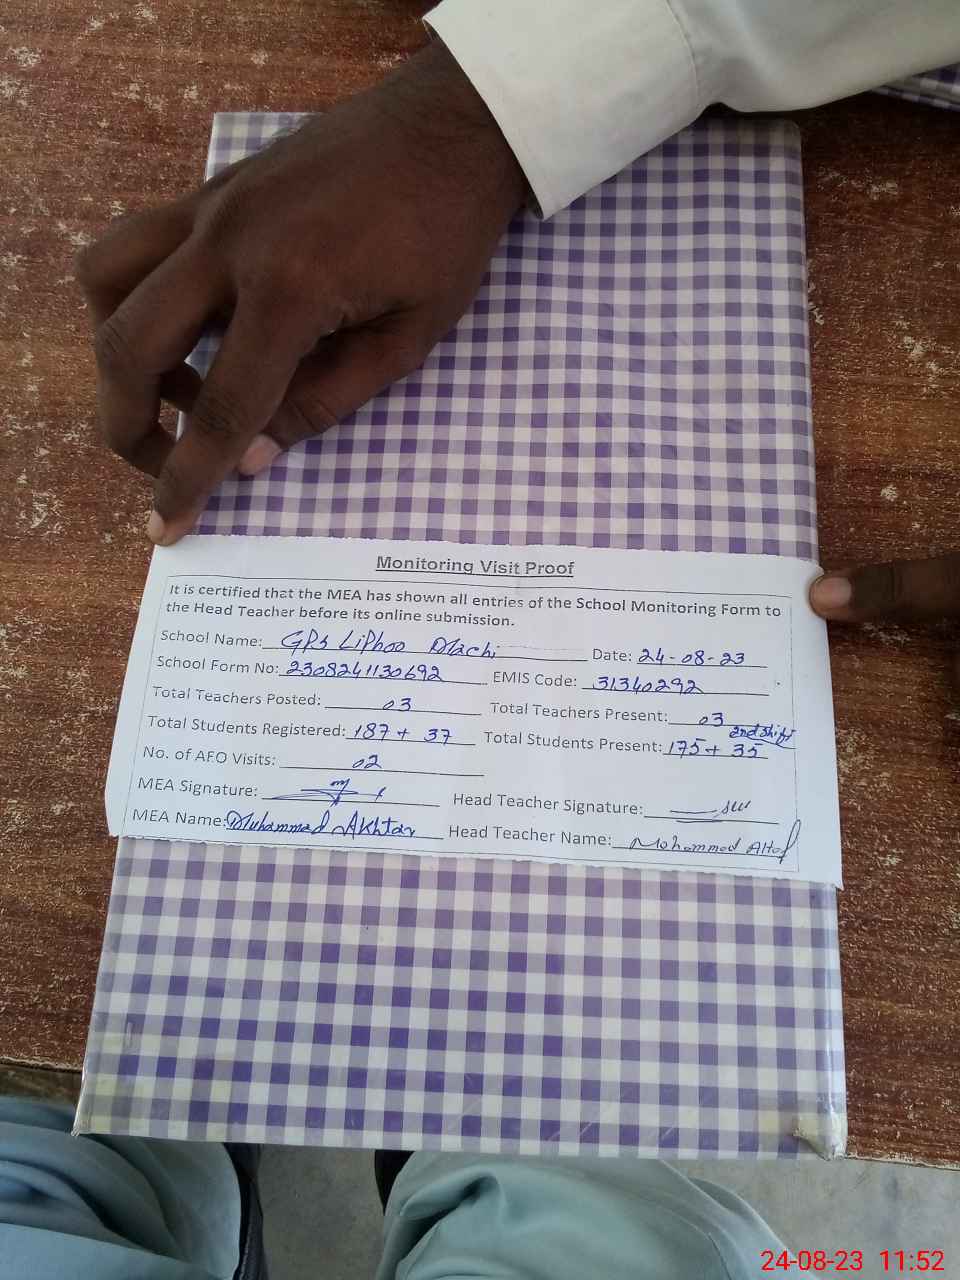 Monitoring Visit Proof
It is certified that the MEA has shown all entries of the School Monitoring Form to
the Head Teacher before its online submission.
School Name: GPS Liphoo Date: 24-08-23
School Form No: 2308241130692 EMIS Code: 31340292
Total Teachers Posted: 03 Total Teachers Present: 03
2nd shift
Total Students Registered: 187 + 37 Total Students Present: 175 + 35
No. of AEO Visits: 02
MEA Signature: Head Teacher Signature:
MEA Name: Muhammad Akhtar Head Teacher Name: Mohammad Altaf
24-08-23 11:52